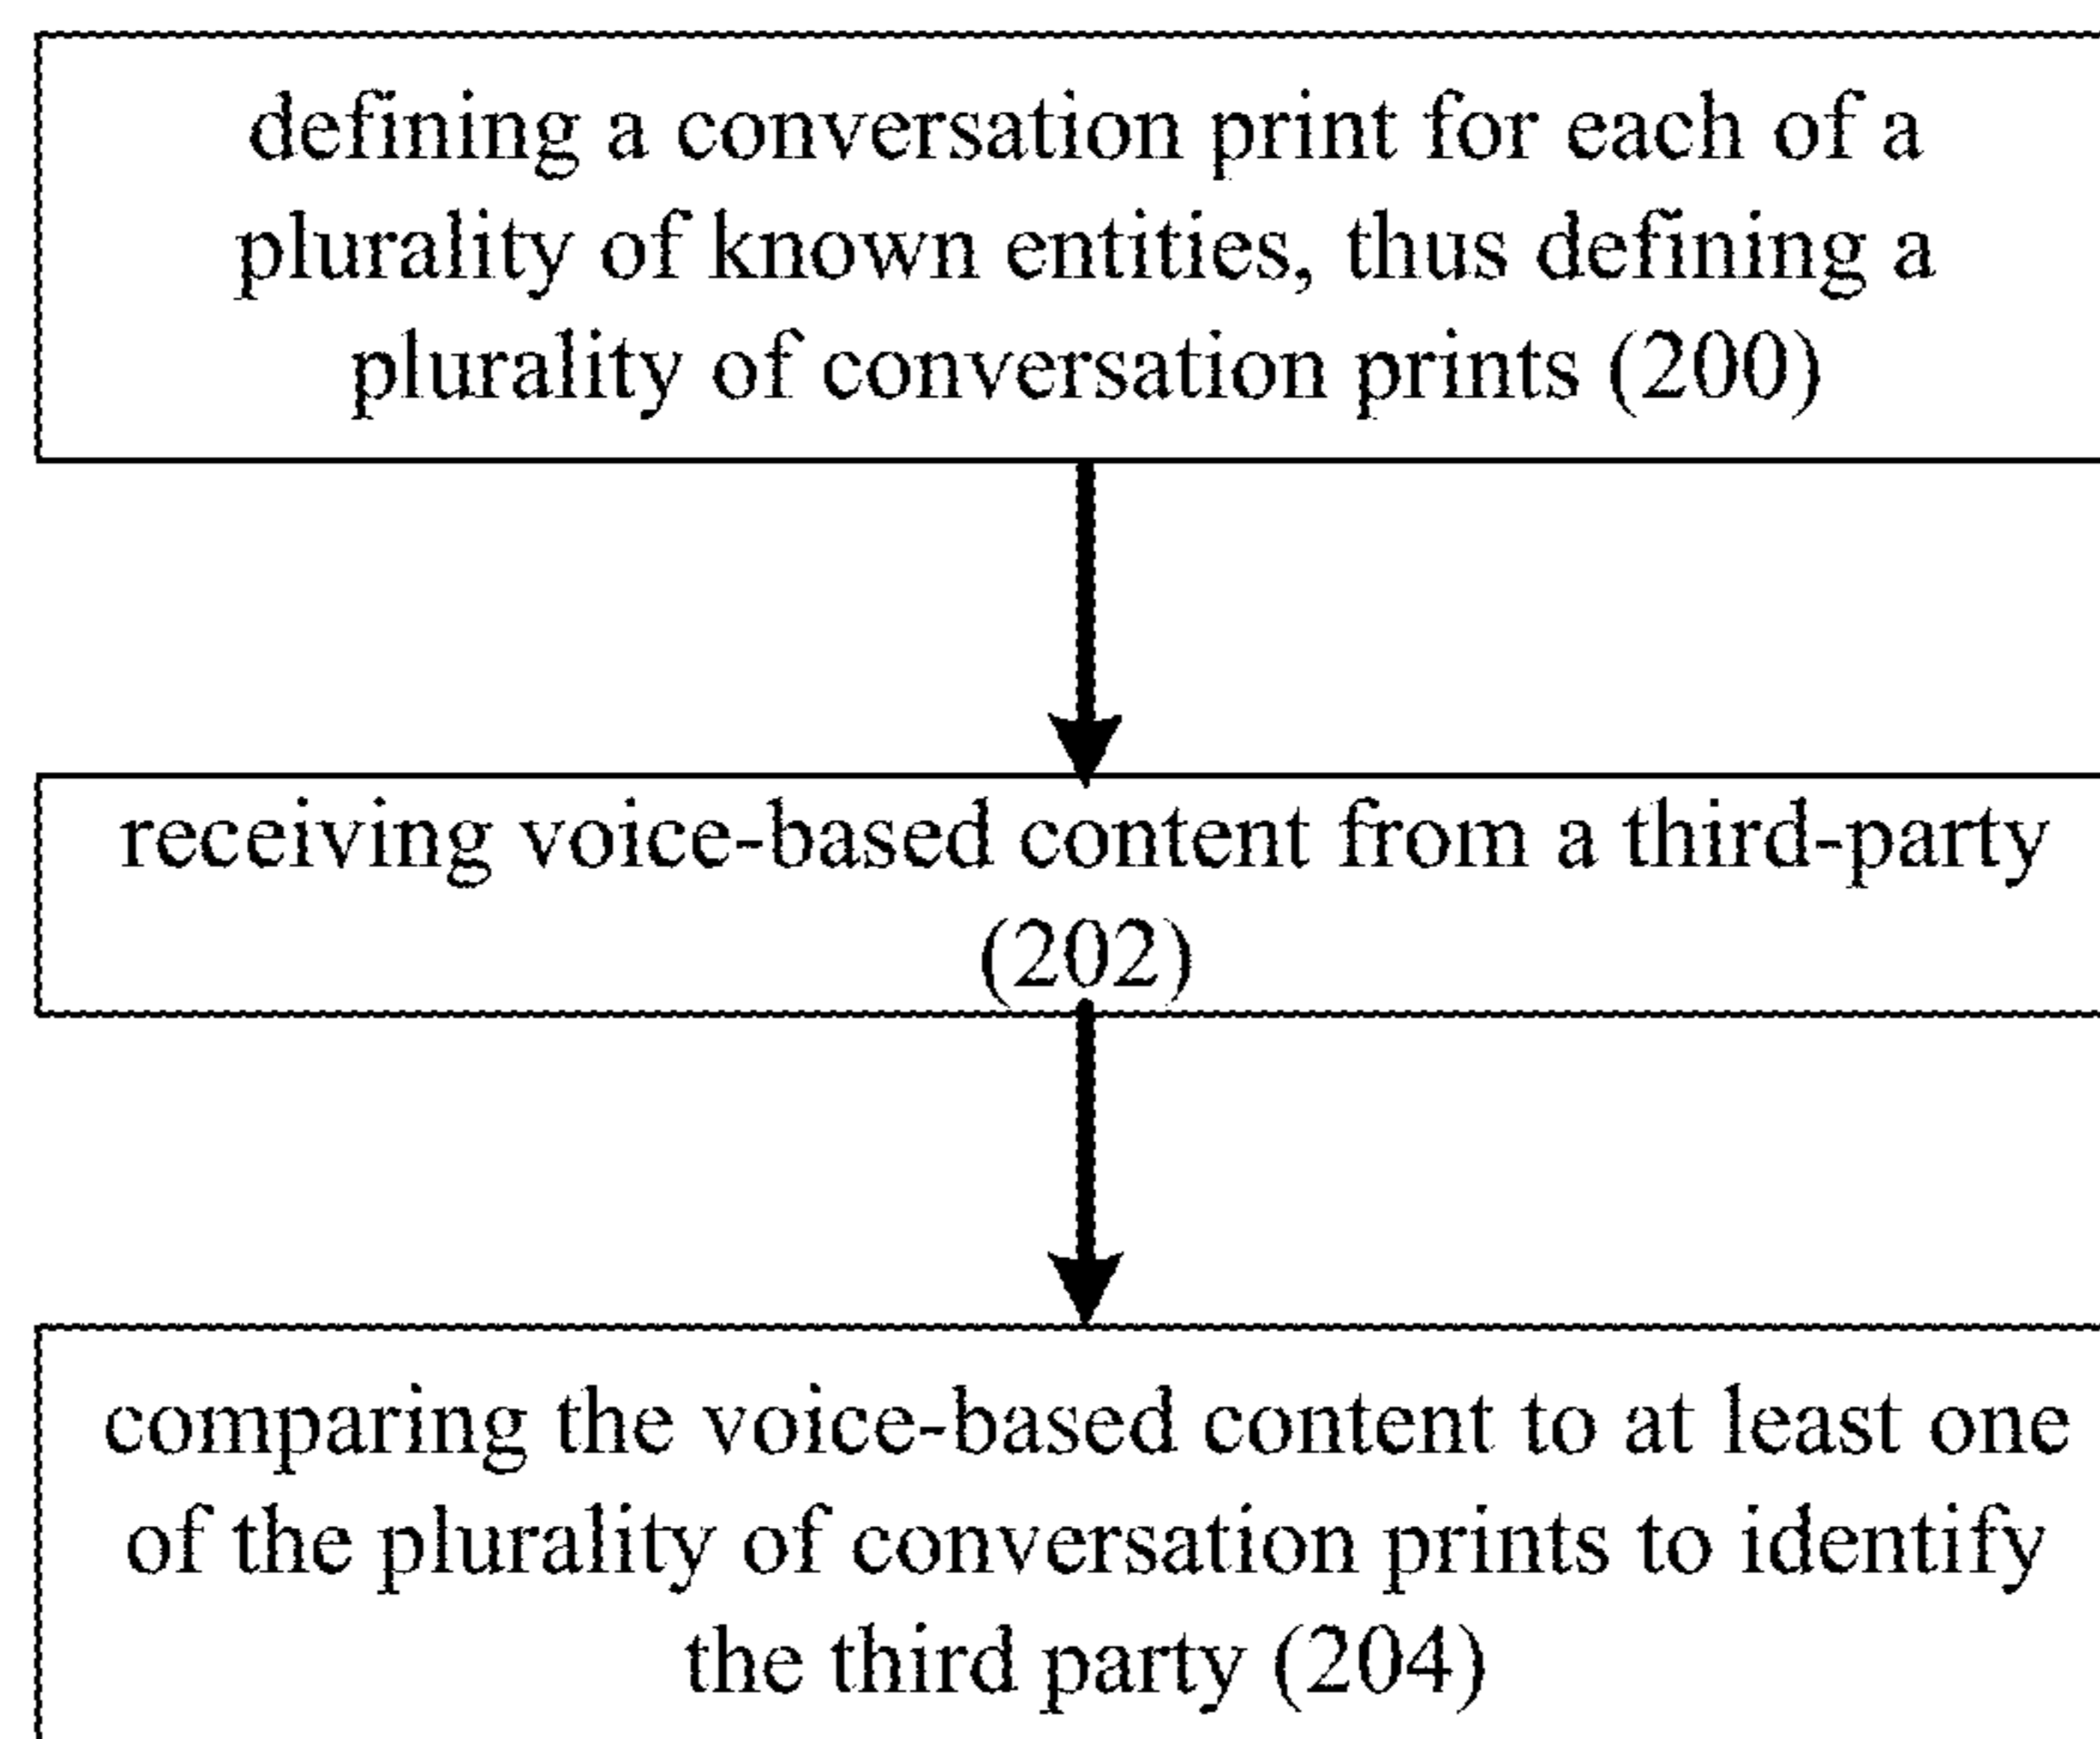 defining a conversation print for each of a
plurality of known entities, thus defining a
plurality of conversation prints (200)
receiving voice-based content from a third-party
(202)
comparing the voice-based content to at least one
of the plurality of conversation prints to identify
the third party (204)